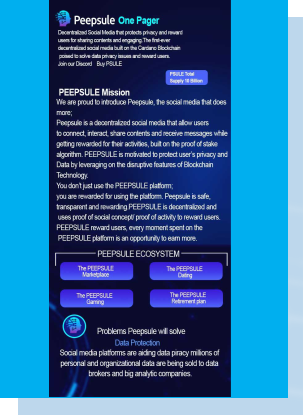 Peepsule One Pager
Decentralized Social Media that protects privacy and reward
users for sharing contents and engaging.The first-ever
decentralized social media built on the Cardano Blockchain
poised to solve data privacy issues and reward users.
Join our Discord Buy PSULE
PSULE Total
Supply 10 Billion
PEEPSULE Mission
We are proud to introduce Peepsule, the social media that does
more;
Peepsule is a decentralized social media that allow users
to connect, interact, share contents and receive messages while
getting rewarded for their activities, built on the proof of stake
algorithm. PEEPSULE is motivated to protect user's privacy and
Data by leveraging on the disruptive features of Blockchain
Technology.
You don't just use the PEEPSULE platform;
you are rewarded for using the platform. Peepsule is safe,
transparent and rewarding PEEPSULE is decentralized and
uses proof of social concept/ proof of activity to reward users.
PEEPSULE reward users, every moment spent on the
PEEPSULE platform is an opportunity to earn more.
PEEPSULE ECOSYSTEM
The PEEPSULE
Marketplace
The PEEPSULE
Dating
The PEEPSULE
Gaming
The PEEPSULE
Retirement plan
Problems Peepsule will solve
Data Protection
Social media platforms are aiding data piracy millions of
personal and organizational data are being sold to data
brokers and big analytic companies.